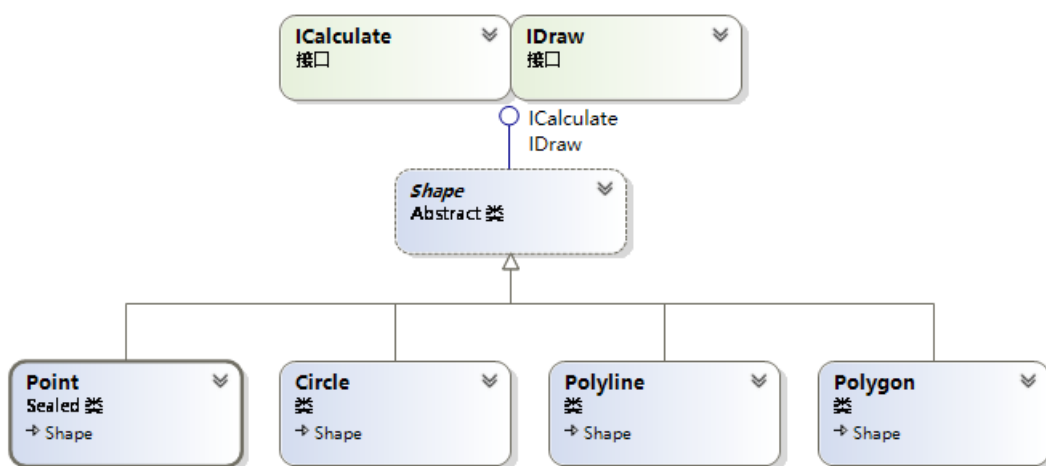 ICalculate
接口
IDraw
接口
ICalculate
IDraw
Shape
Abstract 类
Point
Sealed 类
Shape
Circle
类
Shape
Polyline
类
Shape
Polygon
类
Shape